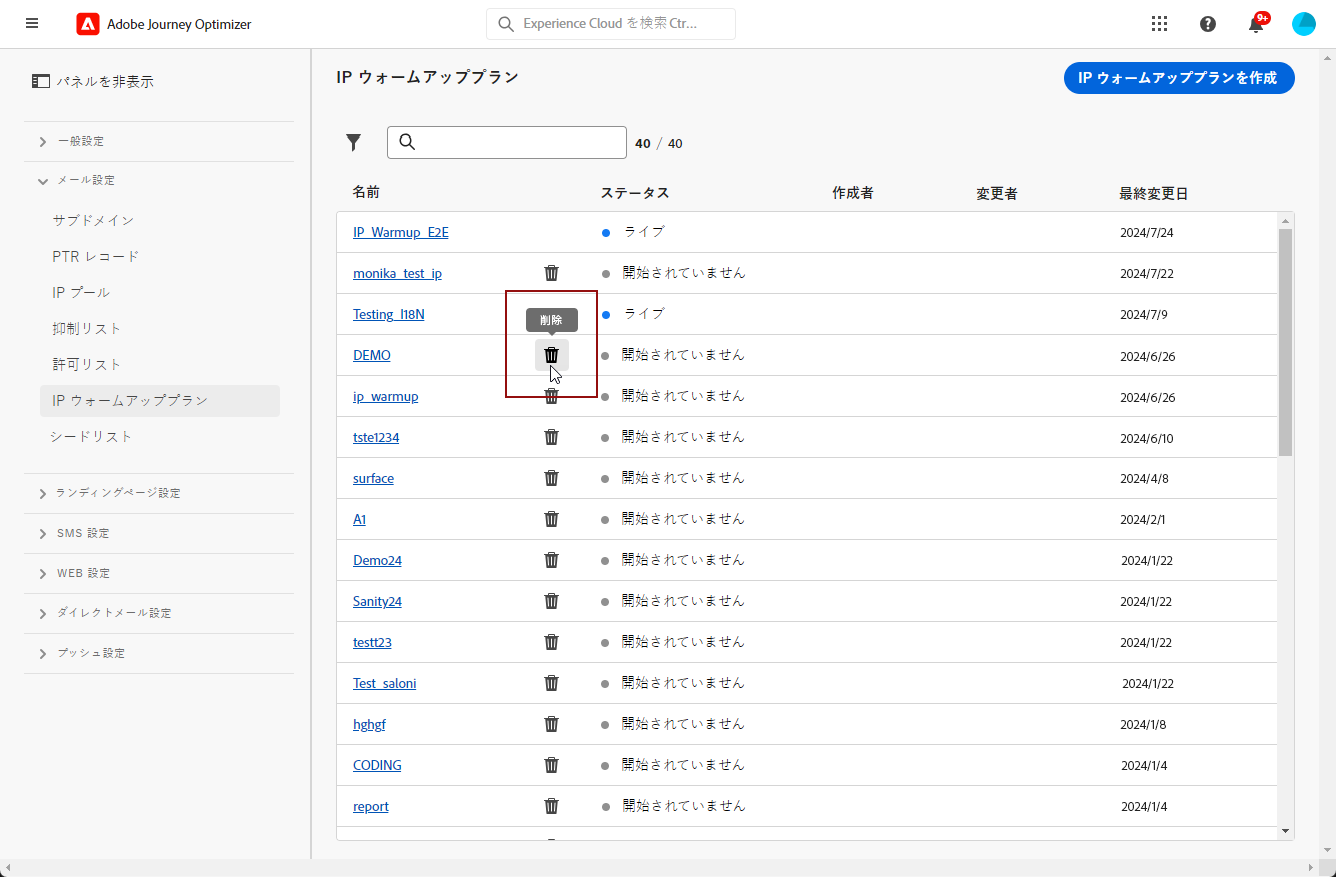 Adobe Journey Optimizer
Experience Cloud を検索 Ctr...
9+
パネルを非表示
一般設定
メール設定
サブドメイン
PTR レコード
IP プール
抑制リスト
許可リスト
IP ウォームアッププラン
シードリスト
ランディングページ設定
SMS 設定
WEB 設定
ダイレクトメール設定
プッシュ設定
IP ウォームアッププラン
IP ウォームアッププランを作成
40 / 40
名前 ステータス 作成者 変更者 最終変更日
IP_Warmup_E2E ライブ 2024/7/24
monika_test_ip 開始されていません 2024/7/22
Testing_I18N ライブ 2024/7/9
削除
DEMO 開始されていません 2024/6/26
ip_warmup 開始されていません 2024/6/26
tste1234 開始されていません 2024/6/10
surface 開始されていません 2024/4/8
A1 開始されていません 2024/2/1
Demo24 開始されていません 2024/1/22
Sanity24 開始されていません 2024/1/22
testt23 開始されていません 2024/1/22
Test_saloni 開始されていません 2024/1/22
hghgf 開始されていません 2024/1/8
CODING 開始されていません 2024/1/4
report 開始されていません 2024/1/4